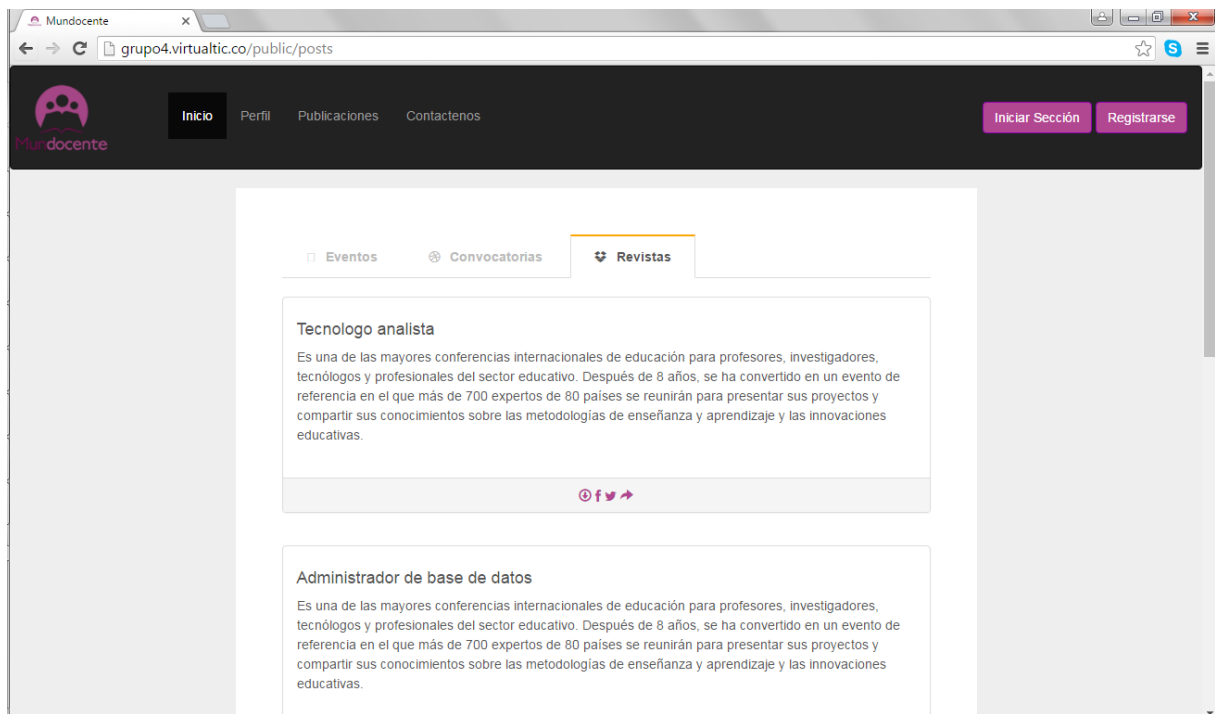 Mundocente
grupo4.virtualtic.co/public/posts
Mundocente
Inicio Perfil Publicaciones Contactenos
Iniciar Sección Registrarse
Eventos Convocatorias Revistas
Tecnologo analista
Es una de las mayores conferencias internacionales de educación para profesores, investigadores,
tecnólogos y profesionales del sector educativo. Después de 8 años, se ha convertido en un evento de
referencia en el que más de 700 expertos de 80 países se reunirán para presentar sus proyectos y
compartir sus conocimientos sobre las metodologías de enseñanza y aprendizaje y las innovaciones
educativas.
Administrador de base de datos
Es una de las mayores conferencias internacionales de educación para profesores, investigadores,
tecnólogos y profesionales del sector educativo. Después de 8 años, se ha convertido en un evento de
referencia en el que más de 700 expertos de 80 países se reunirán para presentar sus proyectos y
compartir sus conocimientos sobre las metodologías de enseñanza y aprendizaje y las innovaciones
educativas.